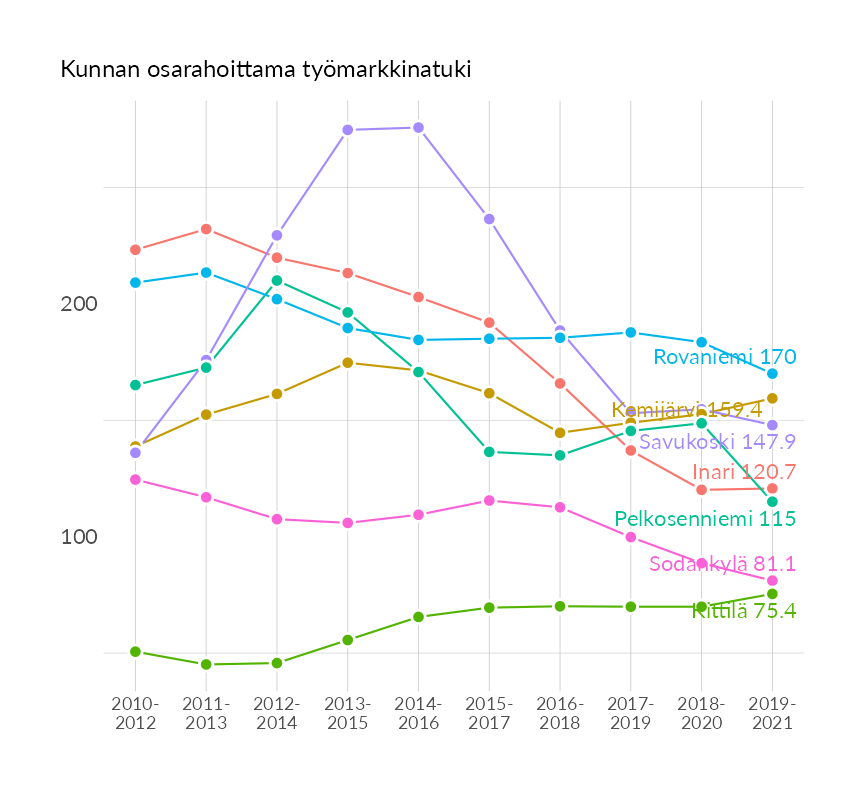 Kunnan osarahoittama työmarkkinatuki
200
100
Rovaniemi 170
Kemijärvi 159.4
Savukoski 147.9
Inari 120.7
Pelkosenniemi 115
Sodankylä 81.1
Kittilä 75.4
2010- 2011- 2012- 2013- 2014- 2015- 2016- 2017- 2018- 2019-
2012 2013 2014 2015 2016 2017 2018 2019 2020 2021